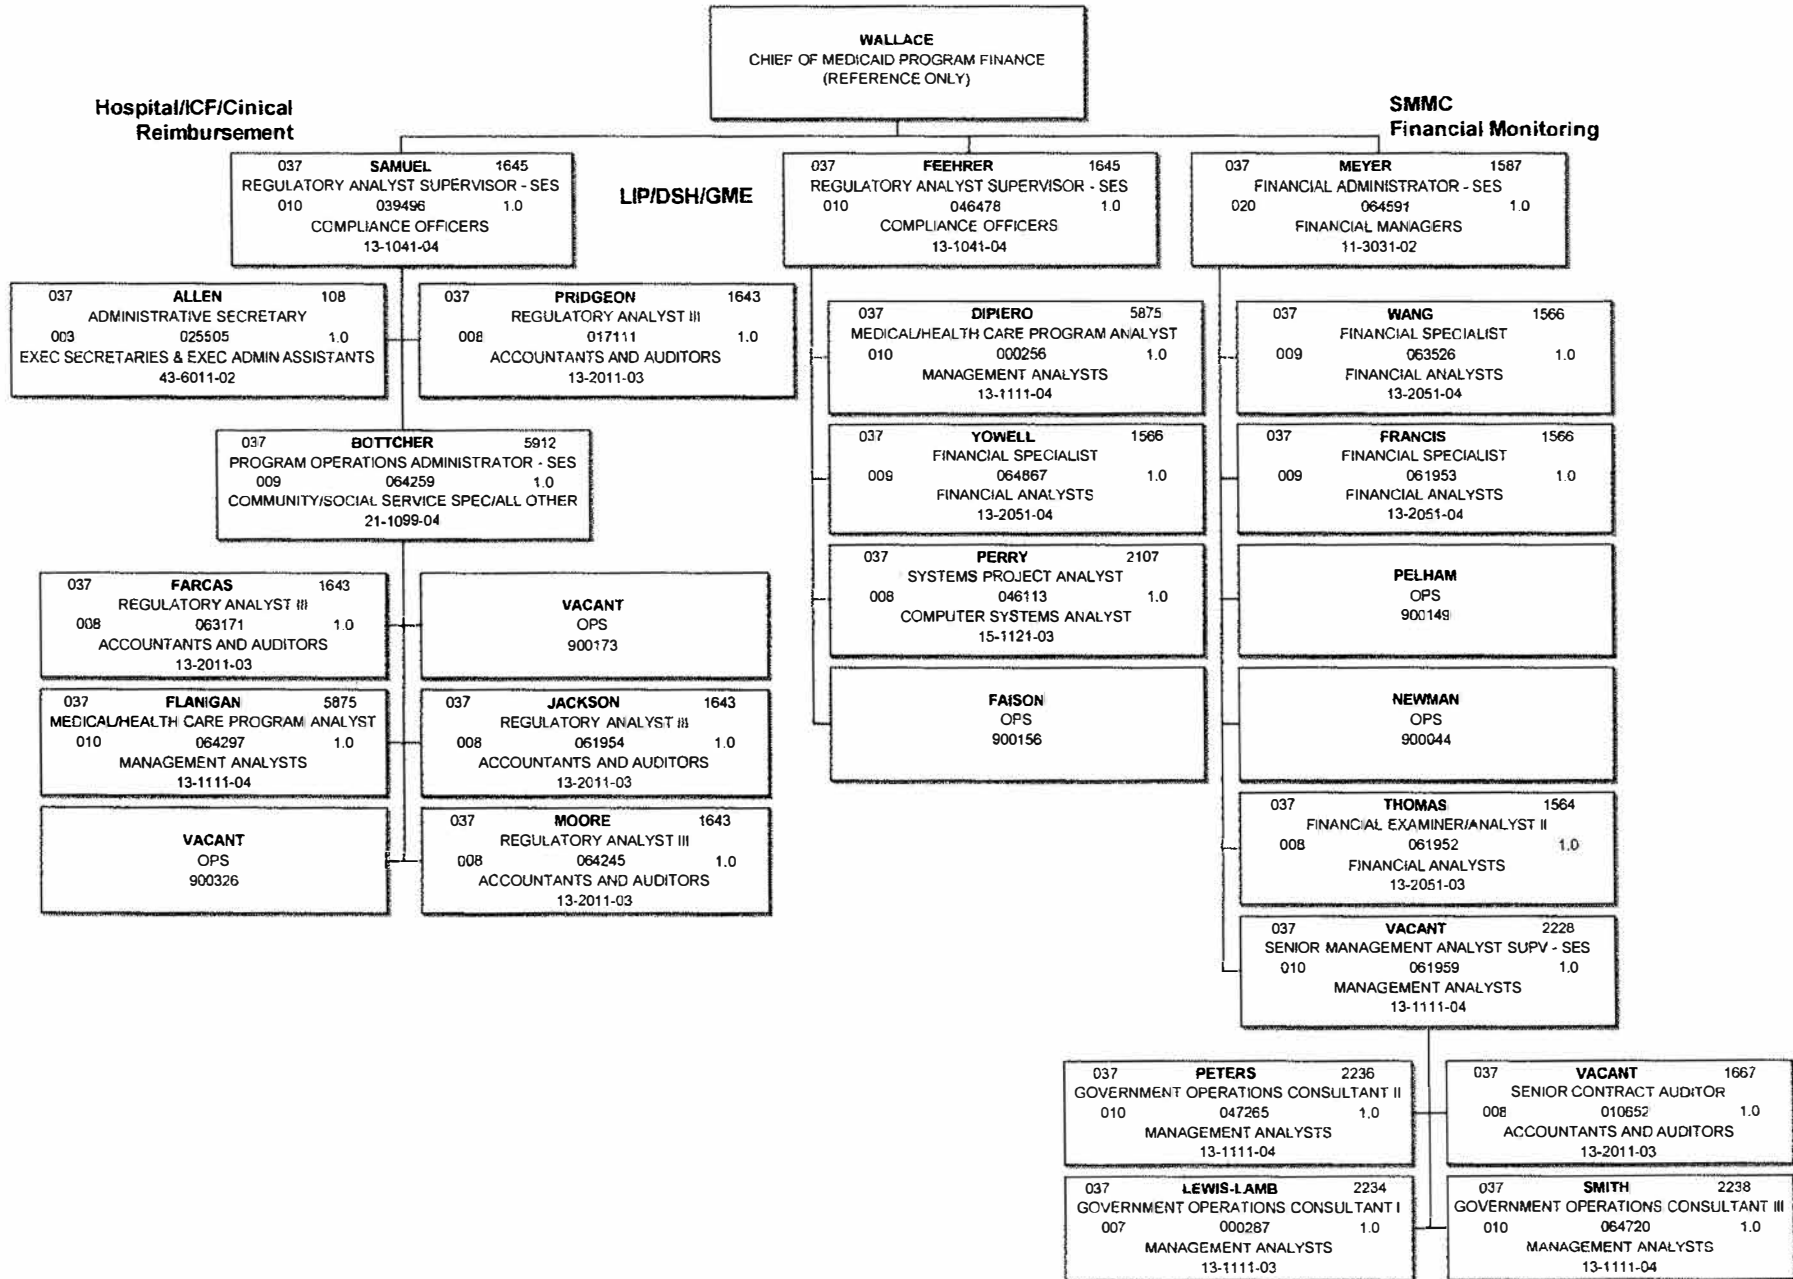 WALLACE
CHIEF OF MEDICAID PROGRAM FINANCE
(REFERENCE ONLY)
Hospital/ICF/Cinical
Reimbursement
SMMC
Financial Monitoring
037 SAMUEL 1645
REGULATORY ANALYST SUPERVISOR - SES
010 039496 1.0
COMPLIANCE OFFICERS
13-1041-04
LIP/DSH/GME
037 FEEHRER 1645
REGULATORY ANALYST SUPERVISOR - SES
010 046478 1.0
COMPLIANCE OFFICERS
13-1041-04
037 MEYER 1587
FINANCIAL ADMINISTRATOR - SES
020 064591 1.0
FINANCIAL MANAGERS
11-3031-02
037 ALLEN 108
ADMINISTRATIVE SECRETARY
003 025505 1.0
EXEC SECRETARIES & EXEC ADMIN ASSISTANTS
43-6011-02
037 PRIDGEON 1643
REGULATORY ANALYST III
008 017111 1.0
ACCOUNTANTS AND AUDITORS
13-2011-03
037 BOTTCHER 5912
PROGRAM OPERATIONS ADMINISTRATOR - SES
009 064259 1.0
COMMUNITY/SOCIAL SERVICE SPEC/ALL OTHER
21-1099-04
037 FARCAS 1643
REGULATORY ANALYST III
008 063171 1.0
ACCOUNTANTS AND AUDITORS
13-2011-03
VACANT
OPS
900173
037 FLANIGAN 5875
MEDICAL/HEALTH CARE PROGRAM ANALYST
010 064297 1.0
MANAGEMENT ANALYSTS
13-1111-04
037 JACKSON 1643
REGULATORY ANALYST III
008 061954 1.0
ACCOUNTANTS AND AUDITORS
13-2011-03
VACANT
OPS
900326
037 MOORE 1643
REGULATORY ANALYST III
008 064245 1.0
ACCOUNTANTS AND AUDITORS
13-2011-03
037 DIPIERO 5875
MEDICAL/HEALTH CARE PROGRAM ANALYST
010 000256 1.0
MANAGEMENT ANALYSTS
13-1111-04
037 YOWELL 1566
FINANCIAL SPECIALIST
009 064867 1.0
FINANCIAL ANALYSTS
13-2051-04
037 PERRY 2107
SYSTEMS PROJECT ANALYST
008 046113 1.0
COMPUTER SYSTEMS ANALYST
15-1121-03
FAISON
OPS
900156
037 WANG 1566
FINANCIAL SPECIALIST
009 063526 1.0
FINANCIAL ANALYSTS
13-2051-04
037 FRANCIS 1566
FINANCIAL SPECIALIST
009 061953 1.0
FINANCIAL ANALYSTS
13-2051-04
PELHAM
OPS
900149
NEWMAN
OPS
900044
037 THOMAS 1564
FINANCIAL EXAMINER/ANALYST II
008 061952 1.0
FINANCIAL ANALYSTS
13-2051-03
037 VACANT 2228
SENIOR MANAGEMENT ANALYST SUPV - SES
010 061959 1.0
MANAGEMENT ANALYSTS
13-1111-04
037 PETERS 2236
GOVERNMENT OPERATIONS CONSULTANT II
010 047265 1.0
MANAGEMENT ANALYSTS
13-1111-04
037 VACANT 1667
SENIOR CONTRACT AUDITOR
008 010652 1.0
ACCOUNTANTS AND AUDITORS
13-2011-03
037 LEWIS-LAMB 2234
GOVERNMENT OPERATIONS CONSULTANT I
007 000287 1.0
MANAGEMENT ANALYSTS
13-1111-03
037 SMITH 2238
GOVERNMENT OPERATIONS CONSULTANT III
010 064720 1.0
MANAGEMENT ANALYSTS
13-1111-04